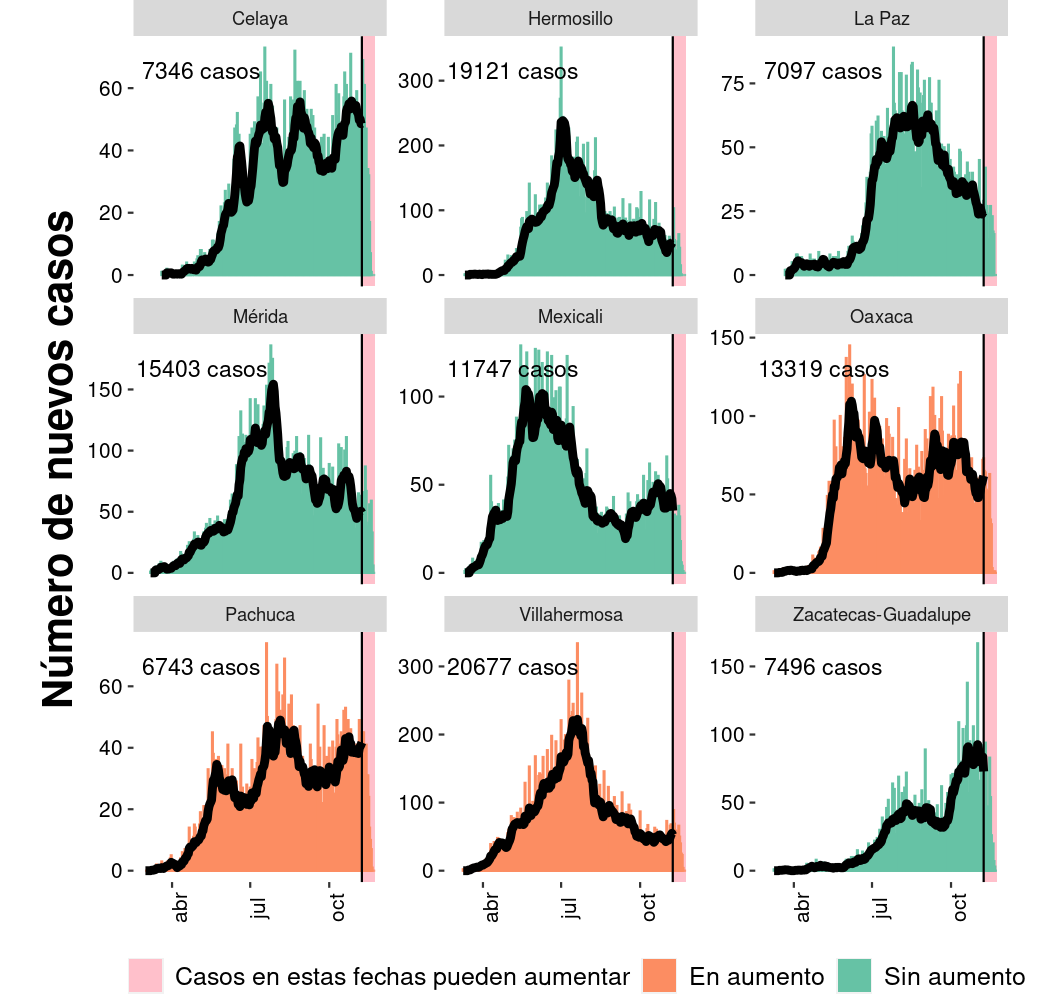 Número de nuevos casos
Celaya
Hermosillo
La Paz
7346 casos
19121 casos
7097 casos
60
40
20
0
300
200
100
0
75
50
25
0
Mérida
Mexicali
Oaxaca
15403 casos
11747 casos
13319 casos
150
100
50
0
100
50
0
150
100
50
0
Pachuca
Villahermosa
Zacatecas-Guadalupe
6743 casos
20677 casos
7496 casos
60
40
20
0
300
200
100
0
150
100
50
0
abr jul oct
abr jul oct
abr jul oct
Casos en estas fechas pueden aumentar En aumento Sin aumento